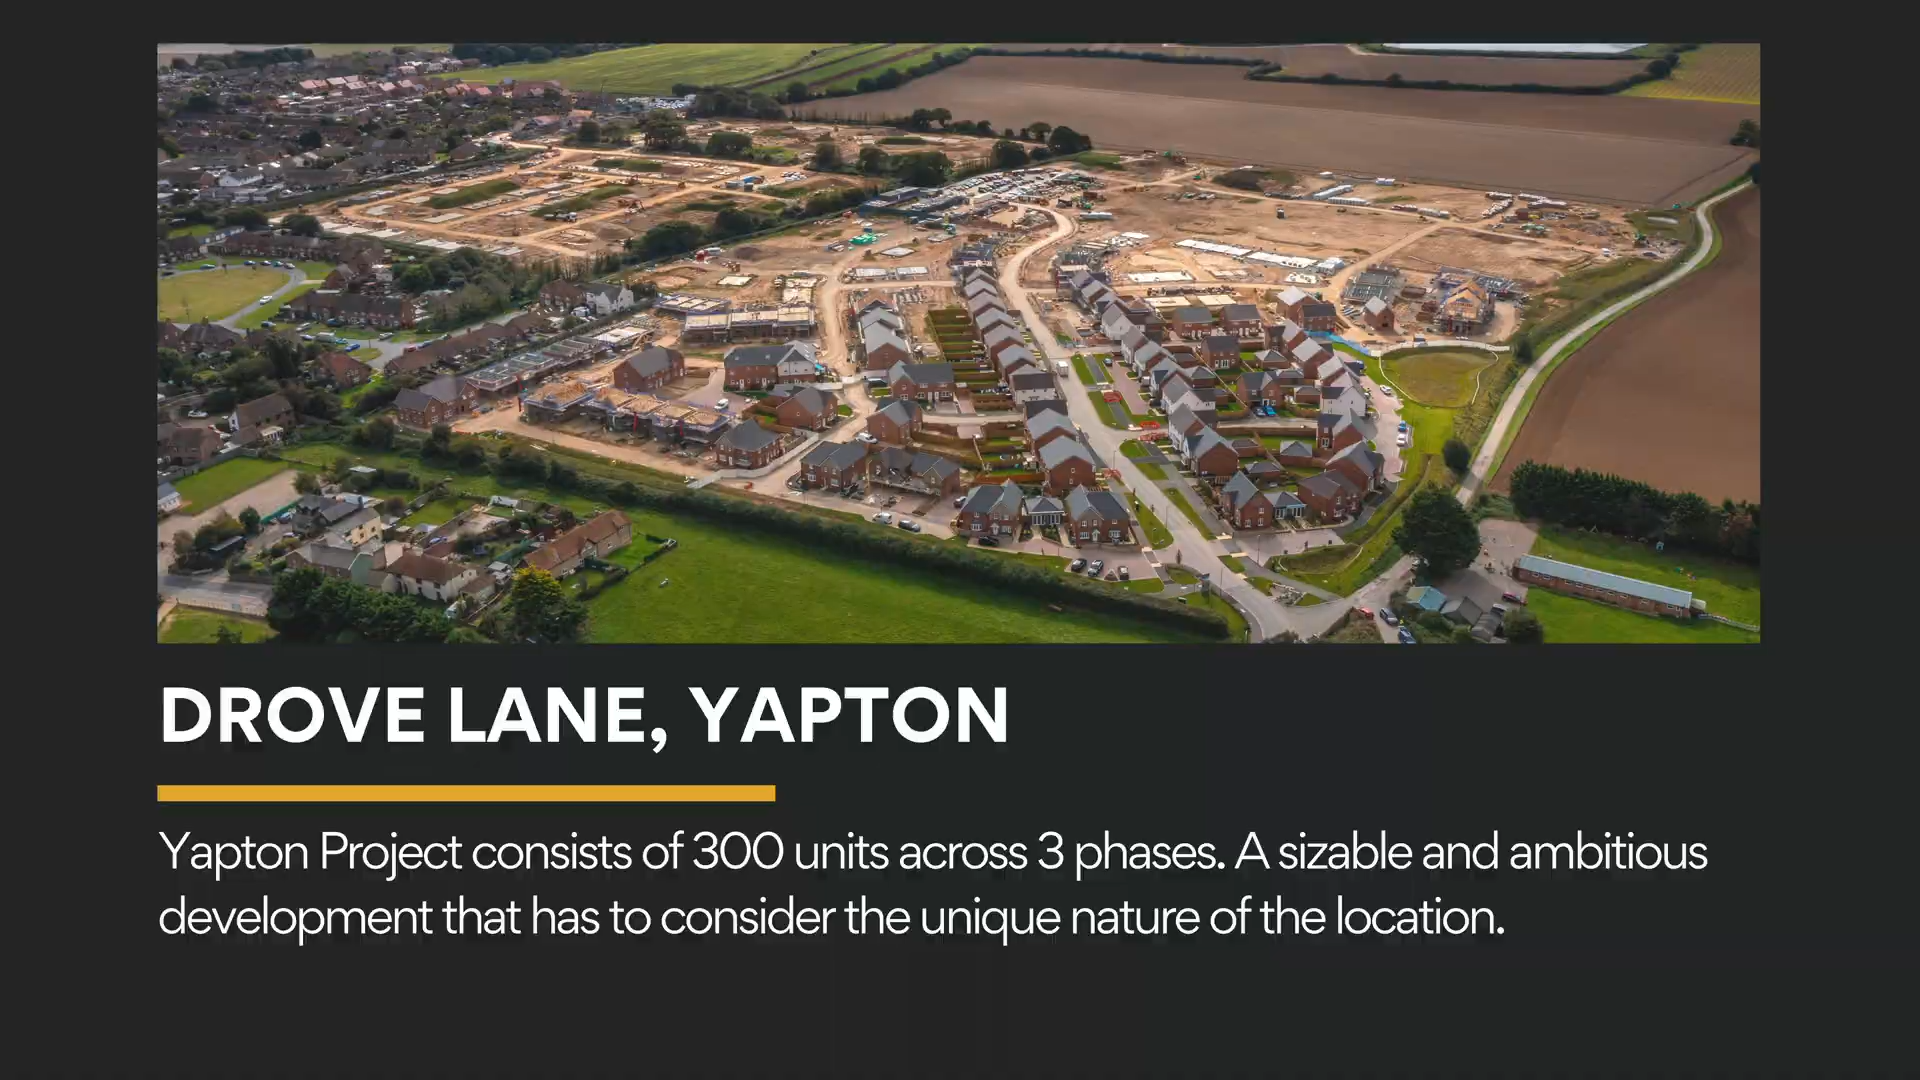 DROVE LANE, YAPTON
Yapton Project consists of 300 units across 3 phases. A sizable and ambitious
development that has to consider the unique nature of the location.